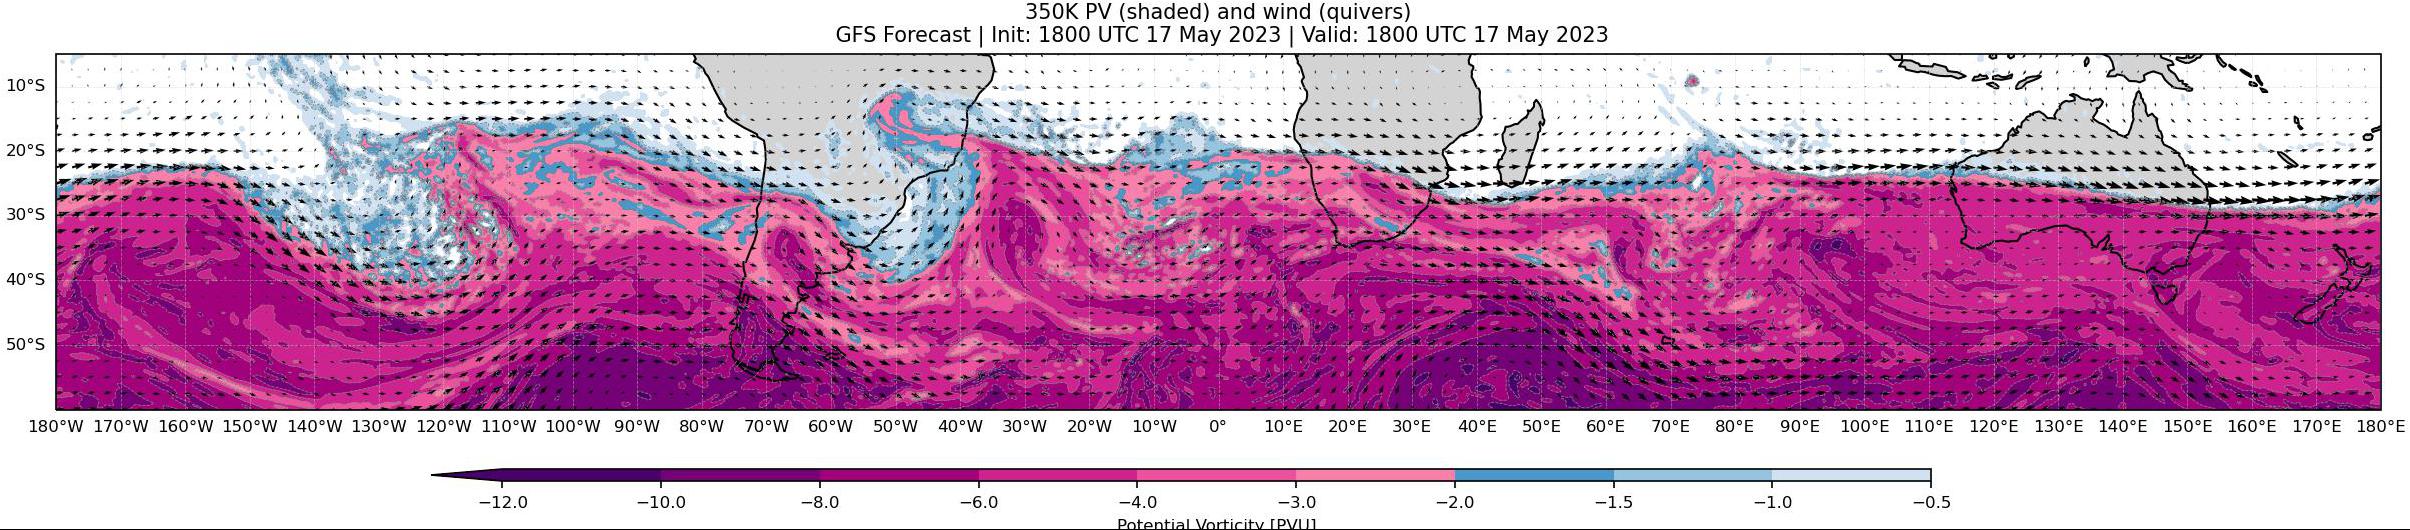 350K PV (shaded) and wind (quivers)
GFS Forecast | Init: 1800 UTC 17 May 2023 | Valid: 1800 UTC 17 May 2023
10°S
20°S
30°S
40°S
50°S
180°W 170°W 160°W 150°W 140°W 130°W 120°W 110°W 100°W 90°W 80°W 70°W 60°W 50°W 40°W 30°W 20°W 10°W 0° 10°E 20°E 30°E 40°E 50°E 60°E 70°E 80°E 90°E 100°E 110°E 120°E 130°E 140°E 150°E 160°E 170°E 180°E
−12.0 −10.0 −8.0 −6.0 −4.0 −3.0 −2.0 −1.5 −1.0 −0.5
Potential Vorticity [PVU]